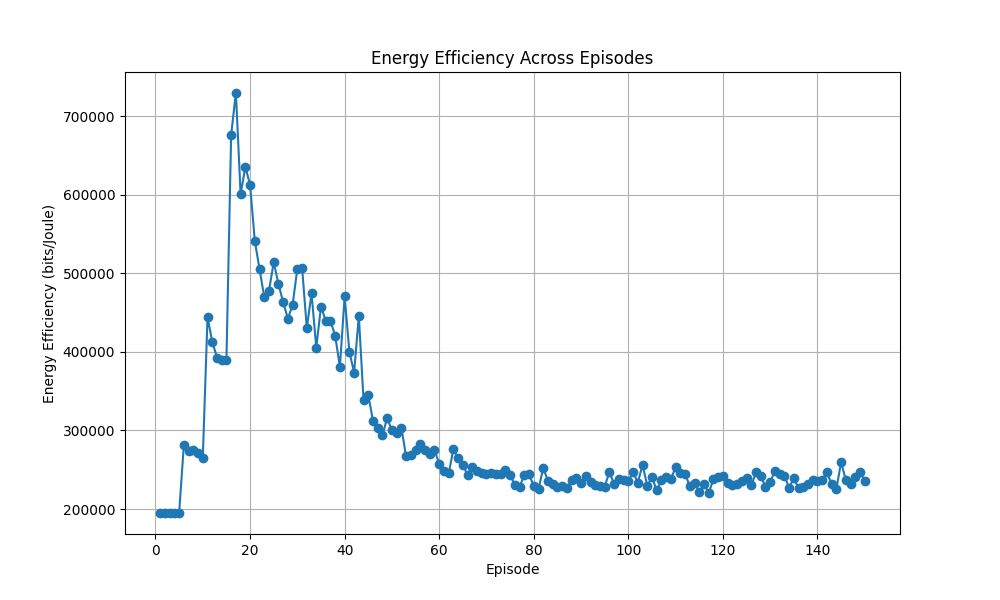 Energy Efficiency Across Episodes
Energy Efficiency (bits/Joule)
700000
600000
500000
400000
300000
200000
0 20 40 60 80 100 120 140
Episode